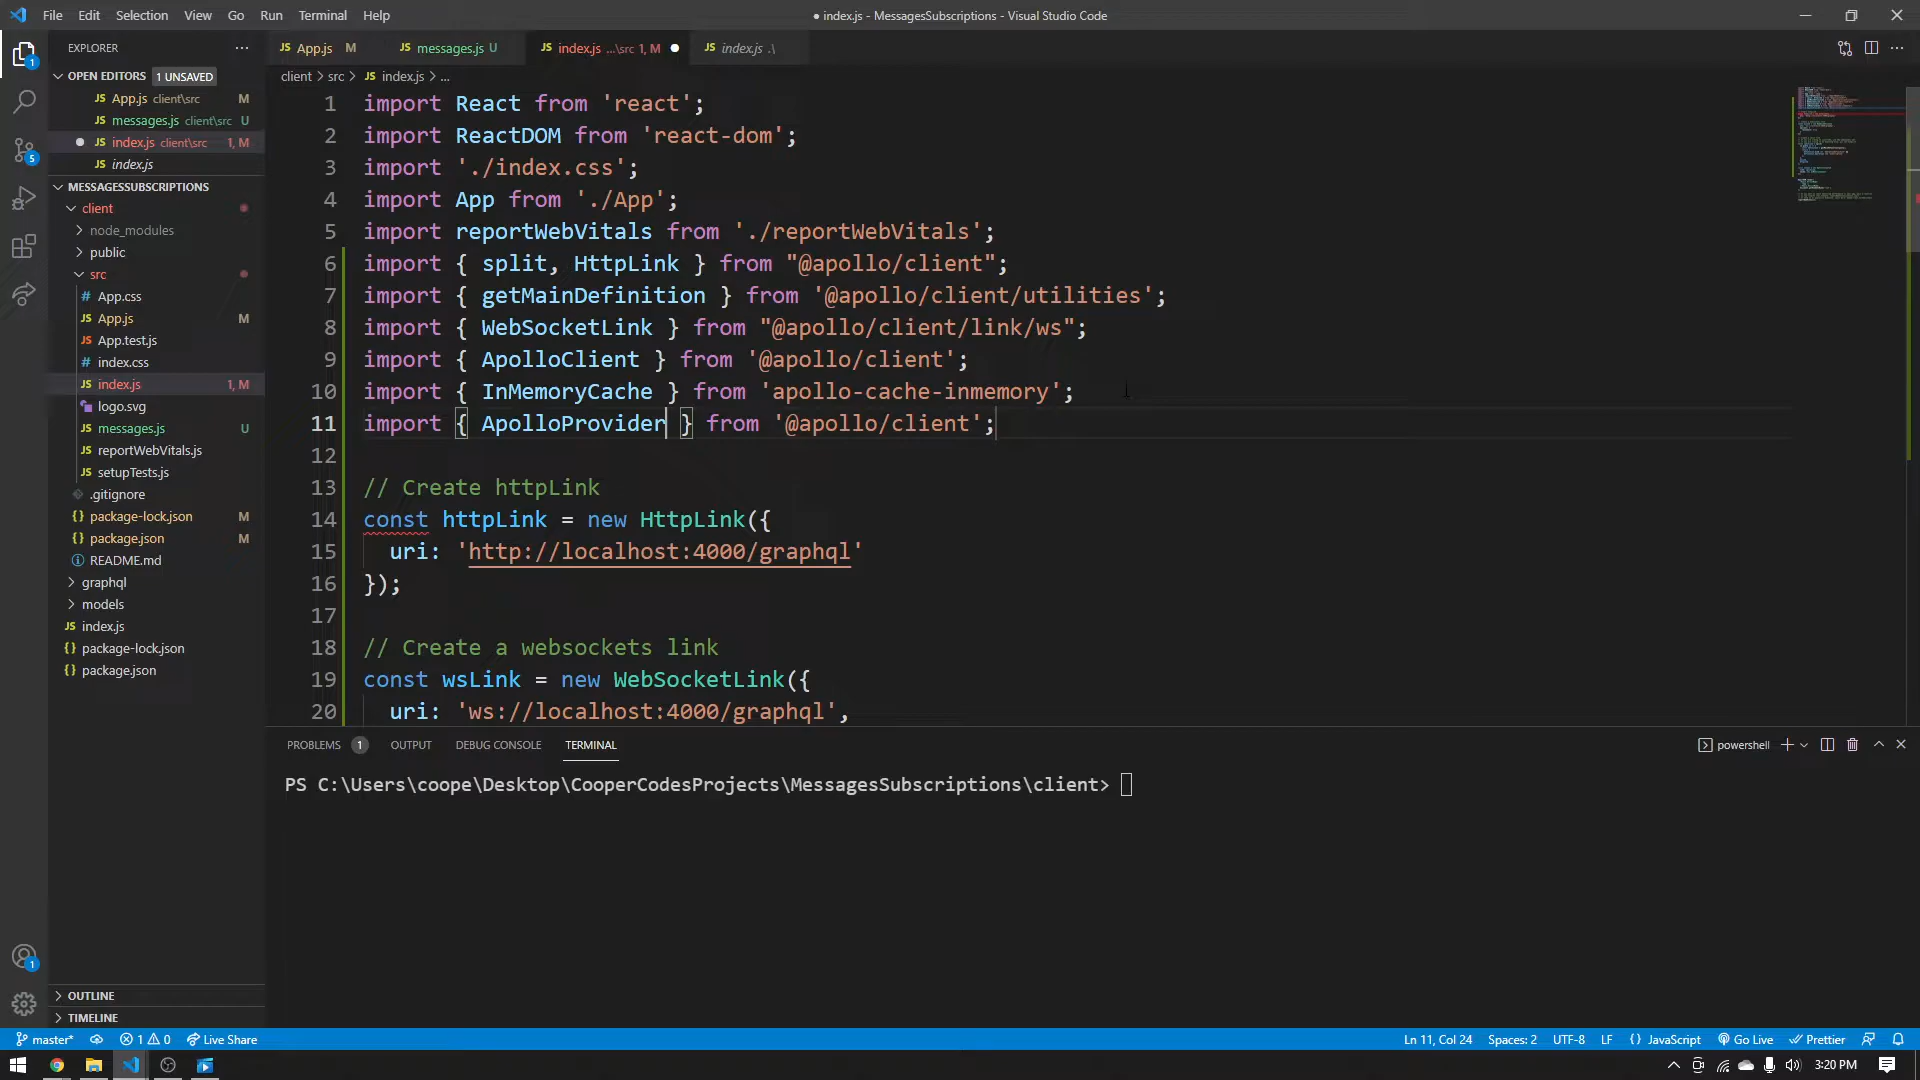 File Edit Selection View Go Run Terminal Help
● index.js - MessagesSubscriptions - Visual Studio Code
EXPLORER
JS App.js M
JS messages.js U
JS index.js ...\src 1, M
JS index.js .\
OPEN EDITORS 1 UNSAVED
JS App.js client\src M
JS messages.js client\src U
JS index.js client\src 1, M
JS index.js
MESSAGESSUBSCRIPTIONS
client
node_modules
public
src
# App.css
JS App.js M
JS App.test.js
# index.css
JS index.js 1, M
logo.svg
JS messages.js U
JS reportWebVitals.js
JS setupTests.js
.gitignore
{} package-lock.json M
{} package.json M
README.md
graphql
models
JS index.js
{} package-lock.json
{} package.json
OUTLINE
TIMELINE
1
5
1
client > src > JS index.js > ...
1 import React from 'react';
2 import ReactDOM from 'react-dom';
3 import './index.css';
4 import App from './App';
5 import reportWebVitals from './reportWebVitals';
6 import { split, HttpLink } from "@apollo/client";
7 import { getMainDefinition } from '@apollo/client/utilities';
8 import { WebSocketLink } from "@apollo/client/link/ws";
9 import { ApolloClient } from '@apollo/client';
10 import { InMemoryCache } from 'apollo-cache-inmemory';
11 import { ApolloProvider } from '@apollo/client';
12
13 // Create httpLink
14 const httpLink = new HttpLink({
15 uri: 'http://localhost:4000/graphql'
16 });
17
18 // Create a websockets link
19 const wsLink = new WebSocketLink({
20 uri: 'ws://localhost:4000/graphql',
PROBLEMS 1 OUTPUT DEBUG CONSOLE TERMINAL
powershell
PS C:\Users\coope\Desktop\CooperCodesProjects\MessagesSubscriptions\client>
master* 1 0 Live Share
Ln 11, Col 24 Spaces: 2 UTF-8 LF {} JavaScript Go Live Prettier
3:20 PM